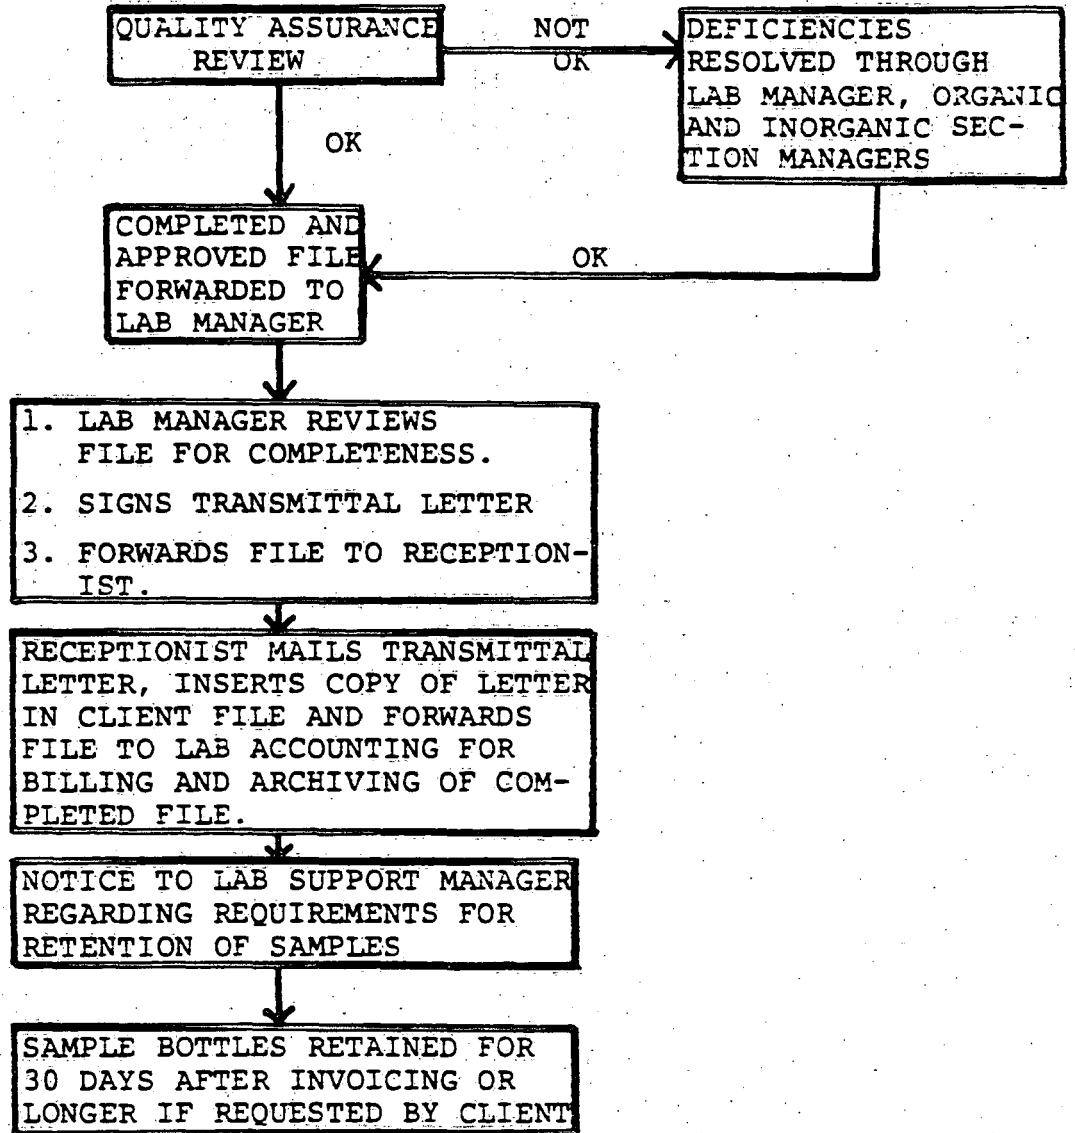 QUALITY ASSURANCE
REVIEW
NOT
OK
DEFICIENCIES
RESOLVED THROUGH
LAB MANAGER, ORGANIC
AND INORGANIC SEC-
TION MANAGERS
OK
COMPLETED AND
APPROVED FILE
FORWARDED TO
LAB MANAGER
OK
1. LAB MANAGER REVIEWS
FILE FOR COMPLETENESS.
2. SIGNS TRANSMITTAL LETTER
3. FORWARDS FILE TO RECEPTION-
IST.
RECEPTIONIST MAILS TRANSMITTAL
LETTER, INSERTS COPY OF LETTER
IN CLIENT FILE AND FORWARDS
FILE TO LAB ACCOUNTING FOR
BILLING AND ARCHIVING OF COM-
PLETED FILE.
NOTICE TO LAB SUPPORT MANAGER
REGARDING REQUIREMENTS FOR
RETENTION OF SAMPLES
SAMPLE BOTTLES RETAINED FOR
30 DAYS AFTER INVOICING OR
LONGER IF REQUESTED BY CLIENT